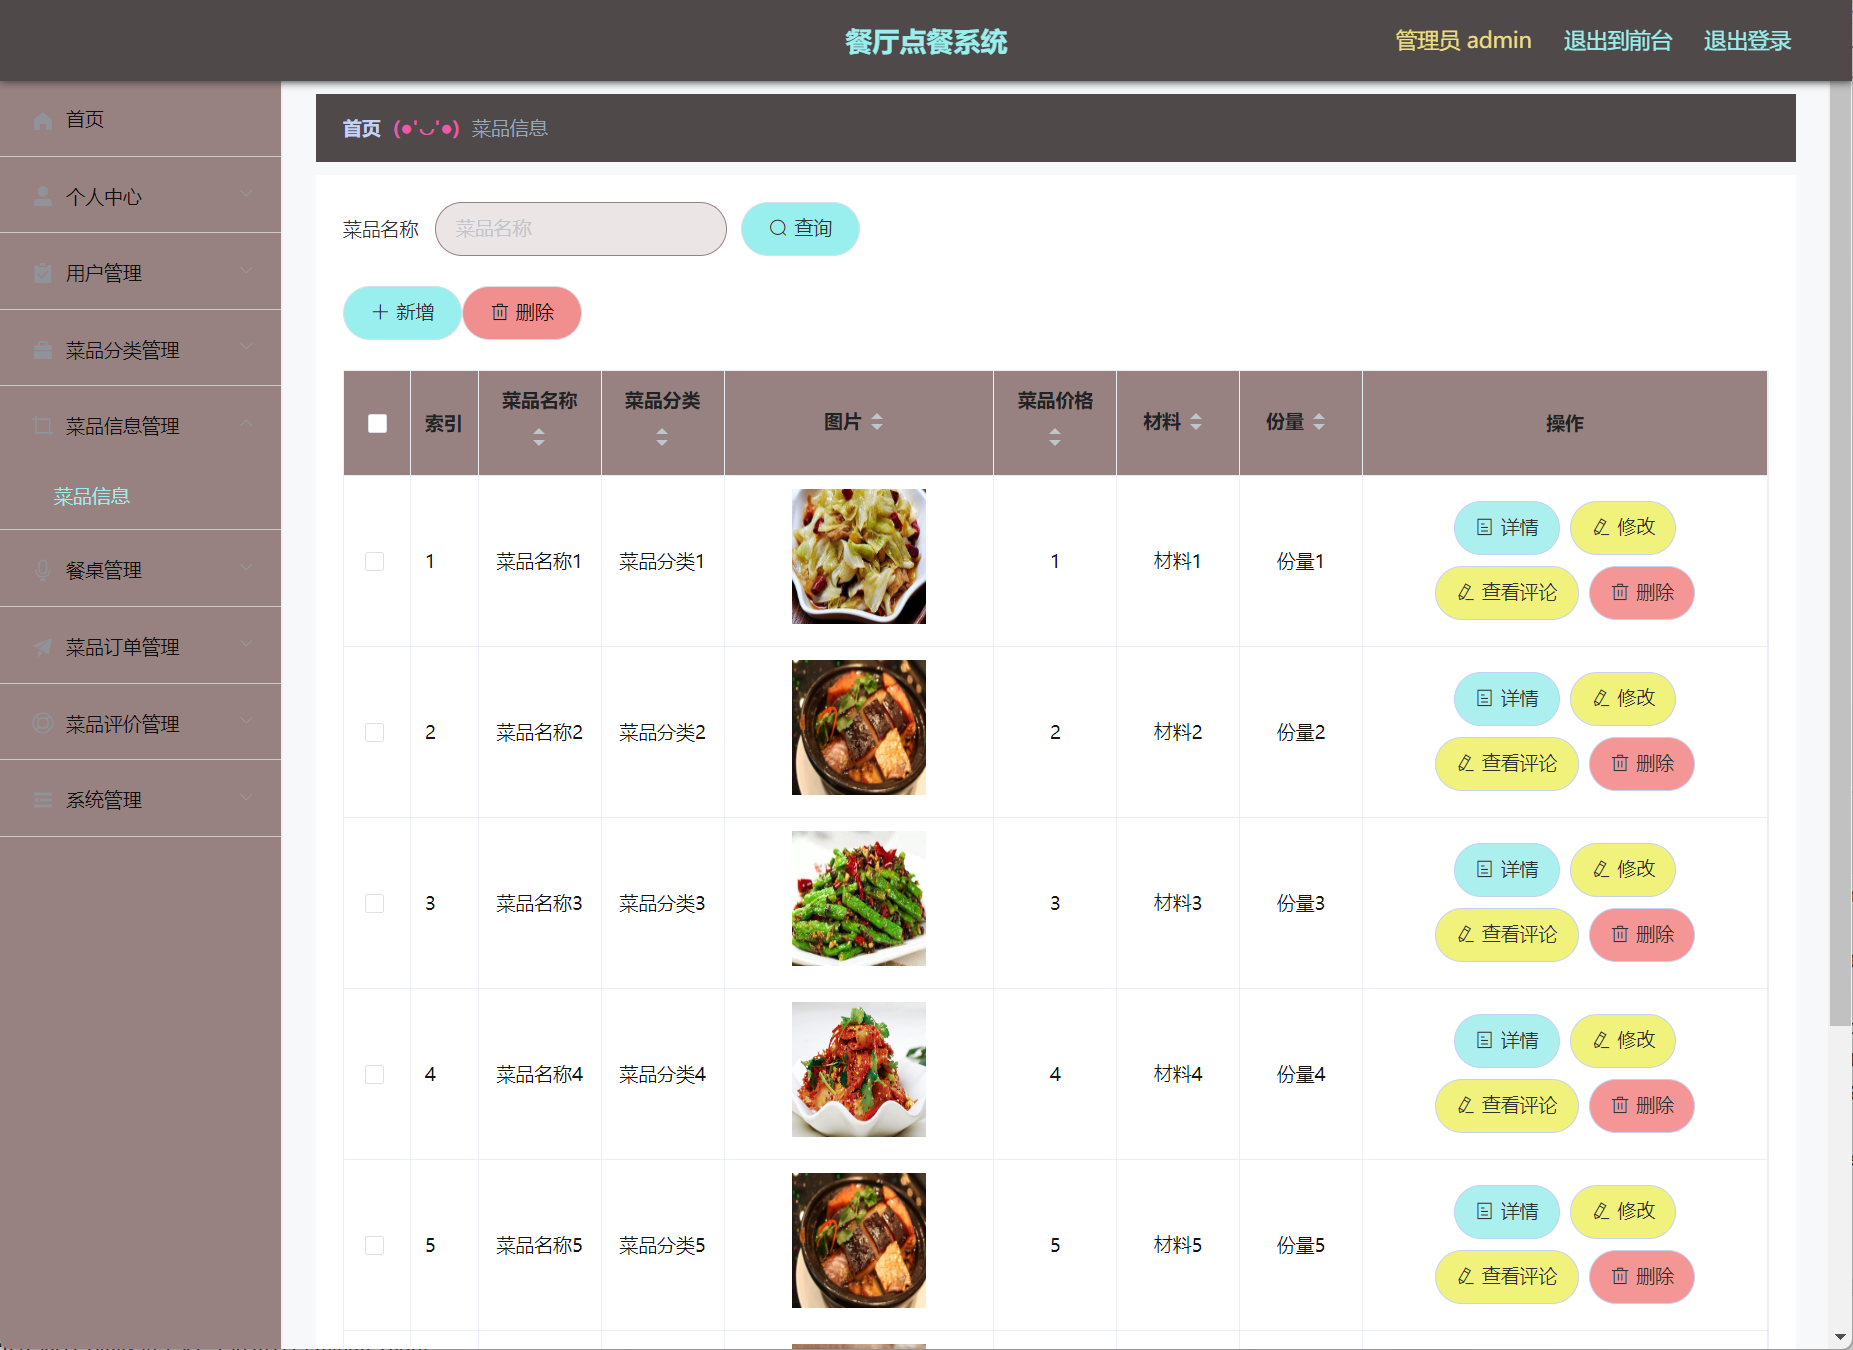 餐厅点餐系统
管理员 admin 退出到前台 退出登录
首页
个人中心
用户管理
菜品分类管理
菜品信息管理
菜品信息
餐桌管理
菜品订单管理
菜品评价管理
系统管理
首页 (●'◡'●) 菜品信息
菜品名称 菜品名称 查询
新增 删除
索引 菜品名称 菜品分类 图片 菜品价格 材料 份量 操作
1 菜品名称1 菜品分类1 1 材料1 份量1 详情 修改
查看评论 删除
2 菜品名称2 菜品分类2 2 材料2 份量2 详情 修改
查看评论 删除
3 菜品名称3 菜品分类3 3 材料3 份量3 详情 修改
查看评论 删除
4 菜品名称4 菜品分类4 4 材料4 份量4 详情 修改
查看评论 删除
5 菜品名称5 菜品分类5 5 材料5 份量5 详情 修改
查看评论 删除